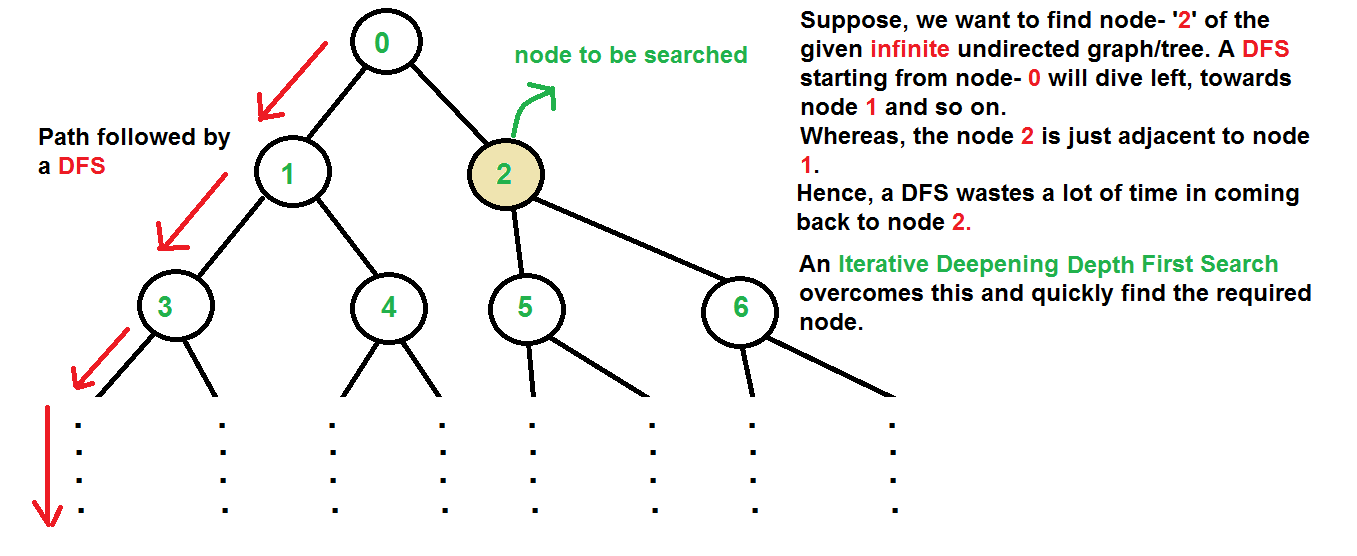 0
node to be searched
Path followed by
a DFS
1
2
3
4
5
6
Suppose, we want to find node- '2' of the
given infinite undirected graph/tree. A DFS
starting from node- 0 will dive left, towards
node 1 and so on.
Whereas, the node 2 is just adjacent to node
1.
Hence, a DFS wastes a lot of time in coming
back to node 2.
An Iterative Deepening Depth First Search
overcomes this and quickly find the required
node.